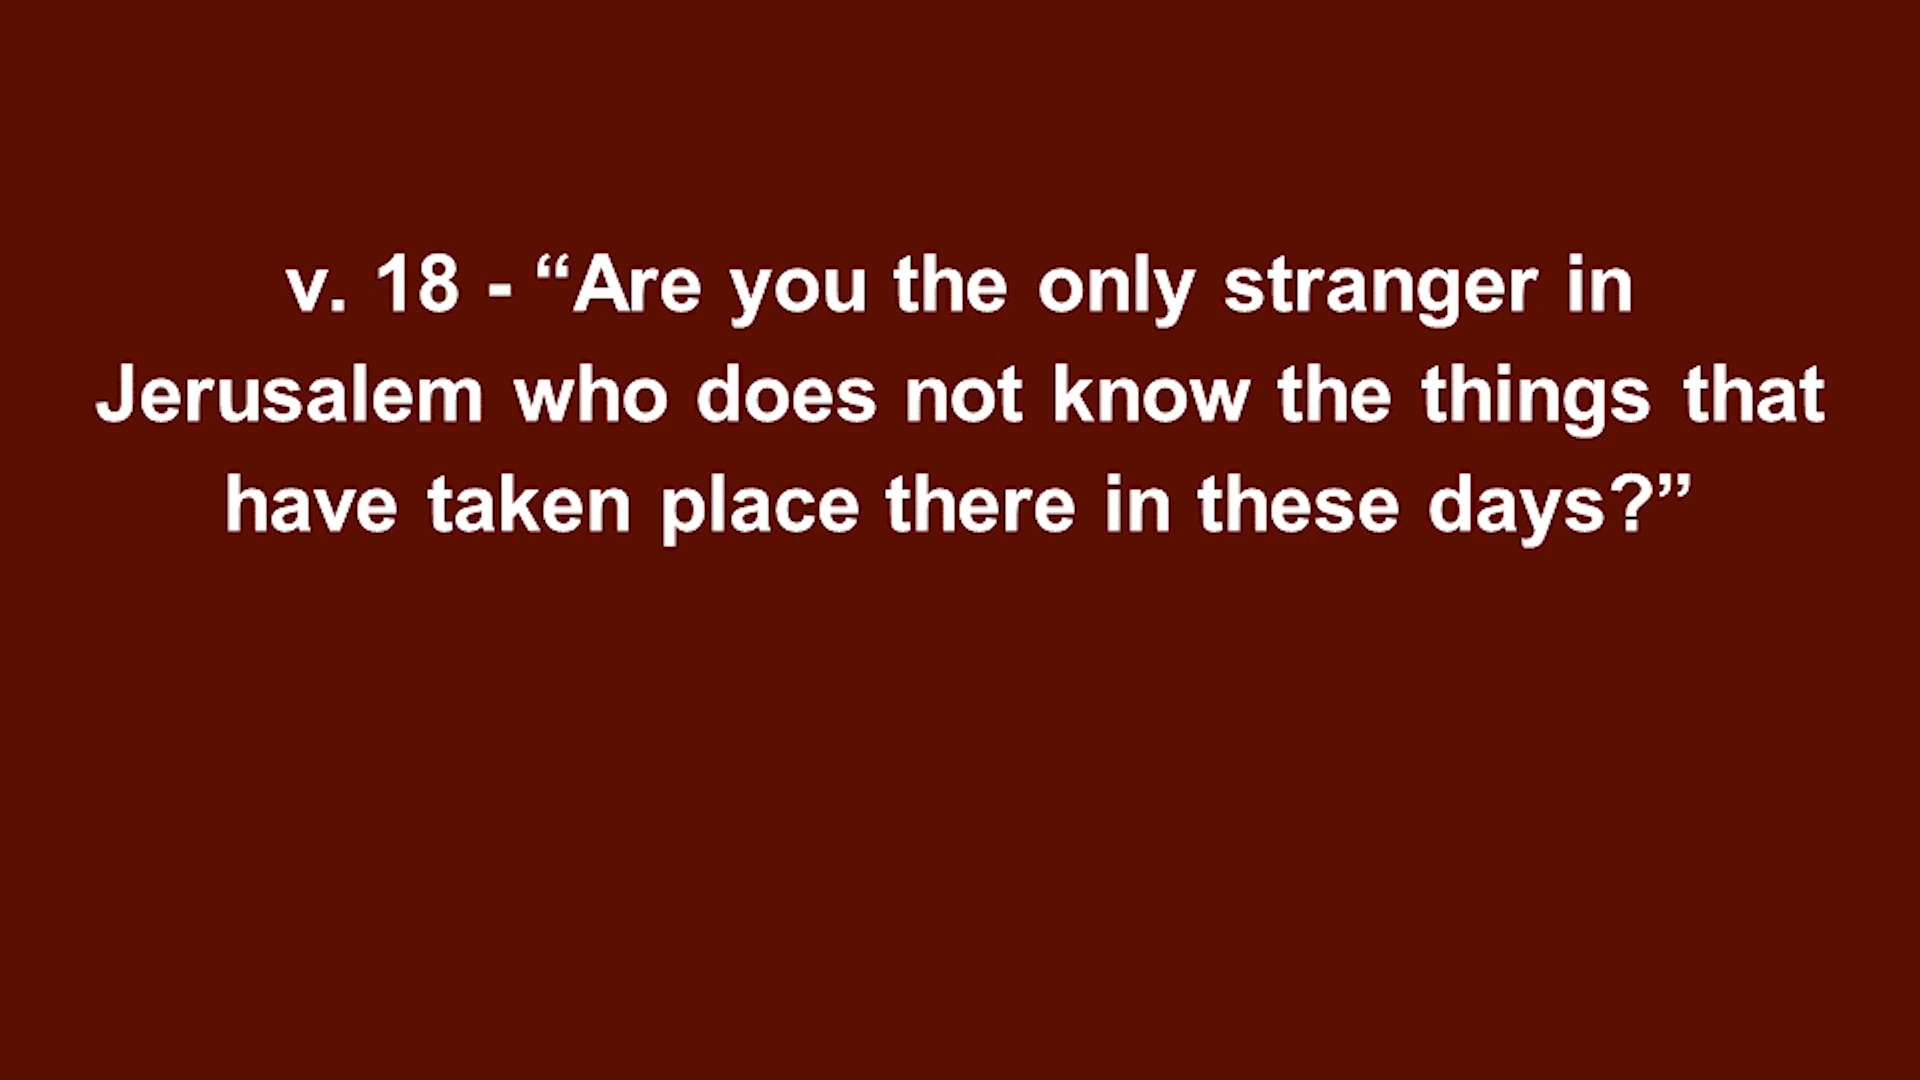 v. 18 - “Are you the only stranger in
Jerusalem who does not know the things that
have taken place there in these days?”